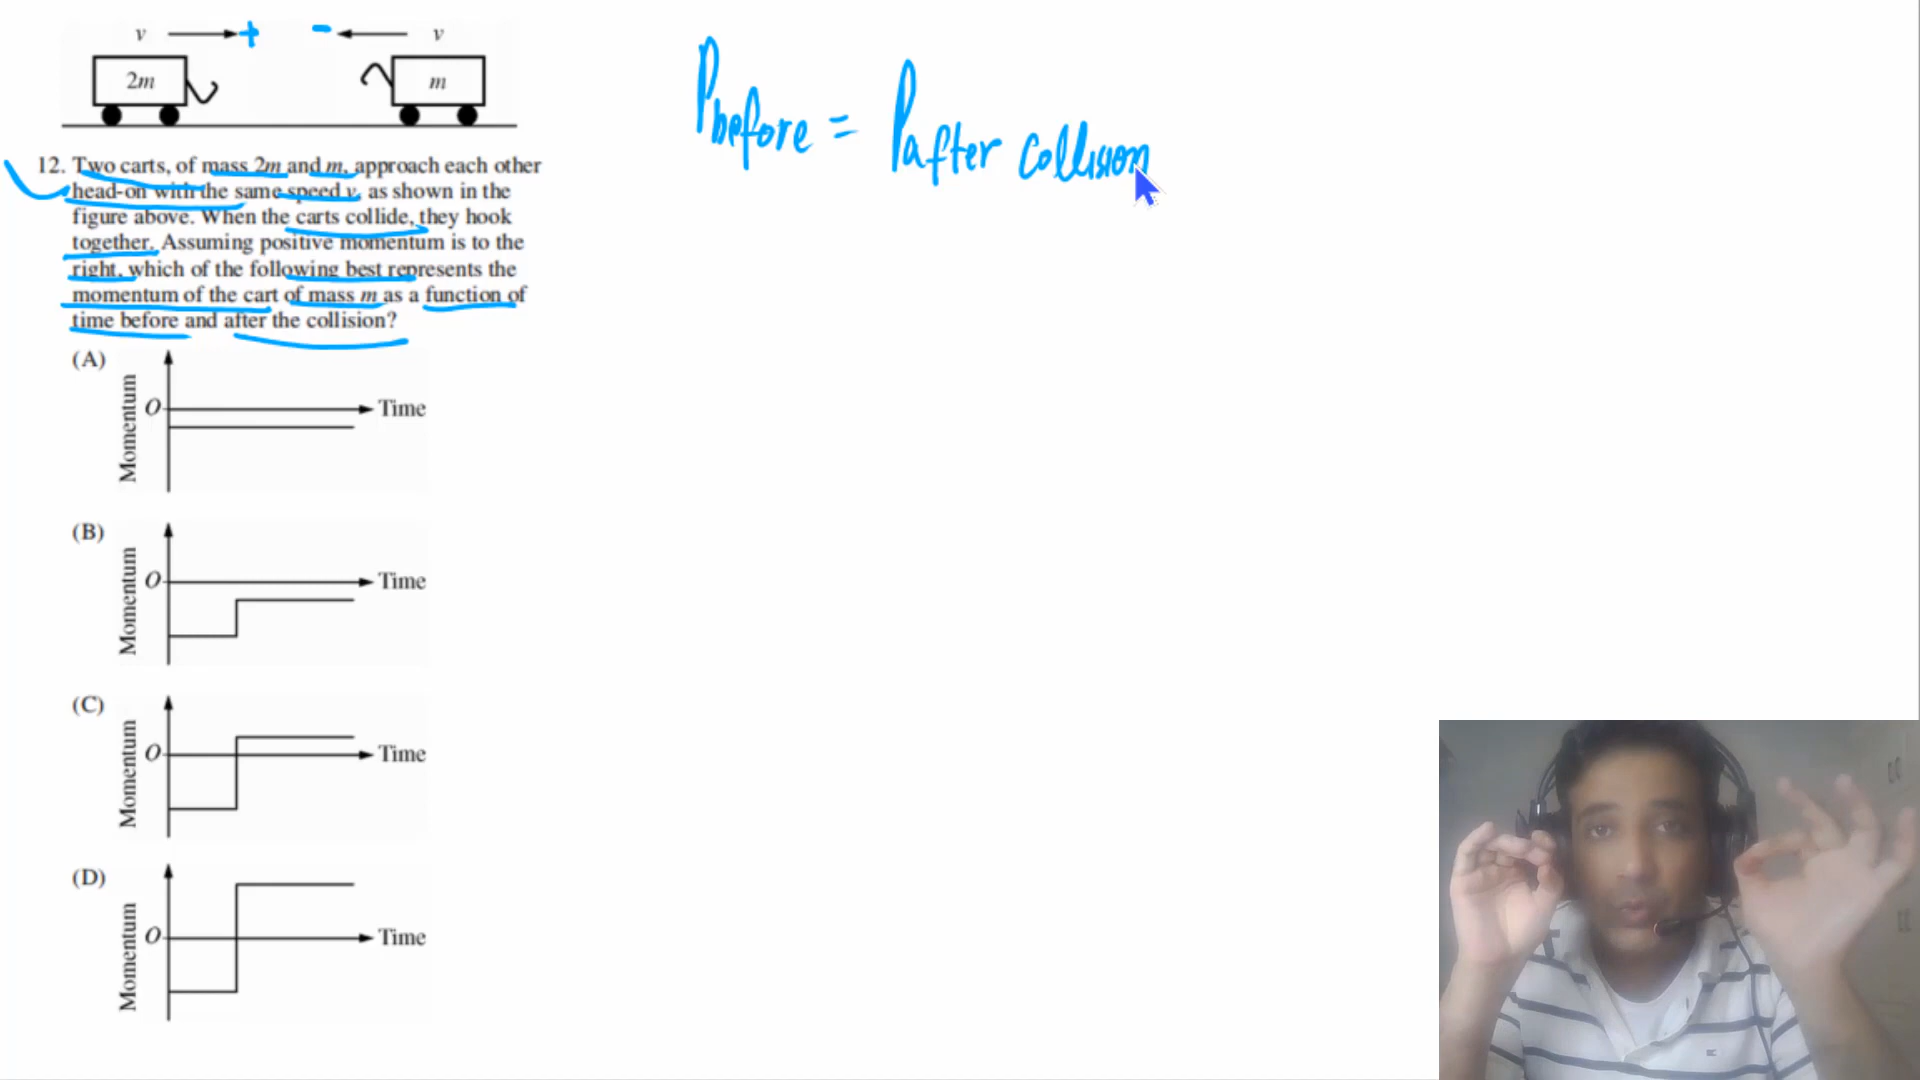 v + - v
2m m
P before = P after collision
12. Two carts, of mass 2m and m, approach each other
head-on with the same speed v, as shown in the
figure above. When the carts collide, they hook
together. Assuming positive momentum is to the
right, which of the following best represents the
momentum of the cart of mass m as a function of
time before and after the collision?
(A)
Momentum
O
Time
(B)
Momentum
O
Time
(C)
Momentum
O
Time
(D)
Momentum
O
Time